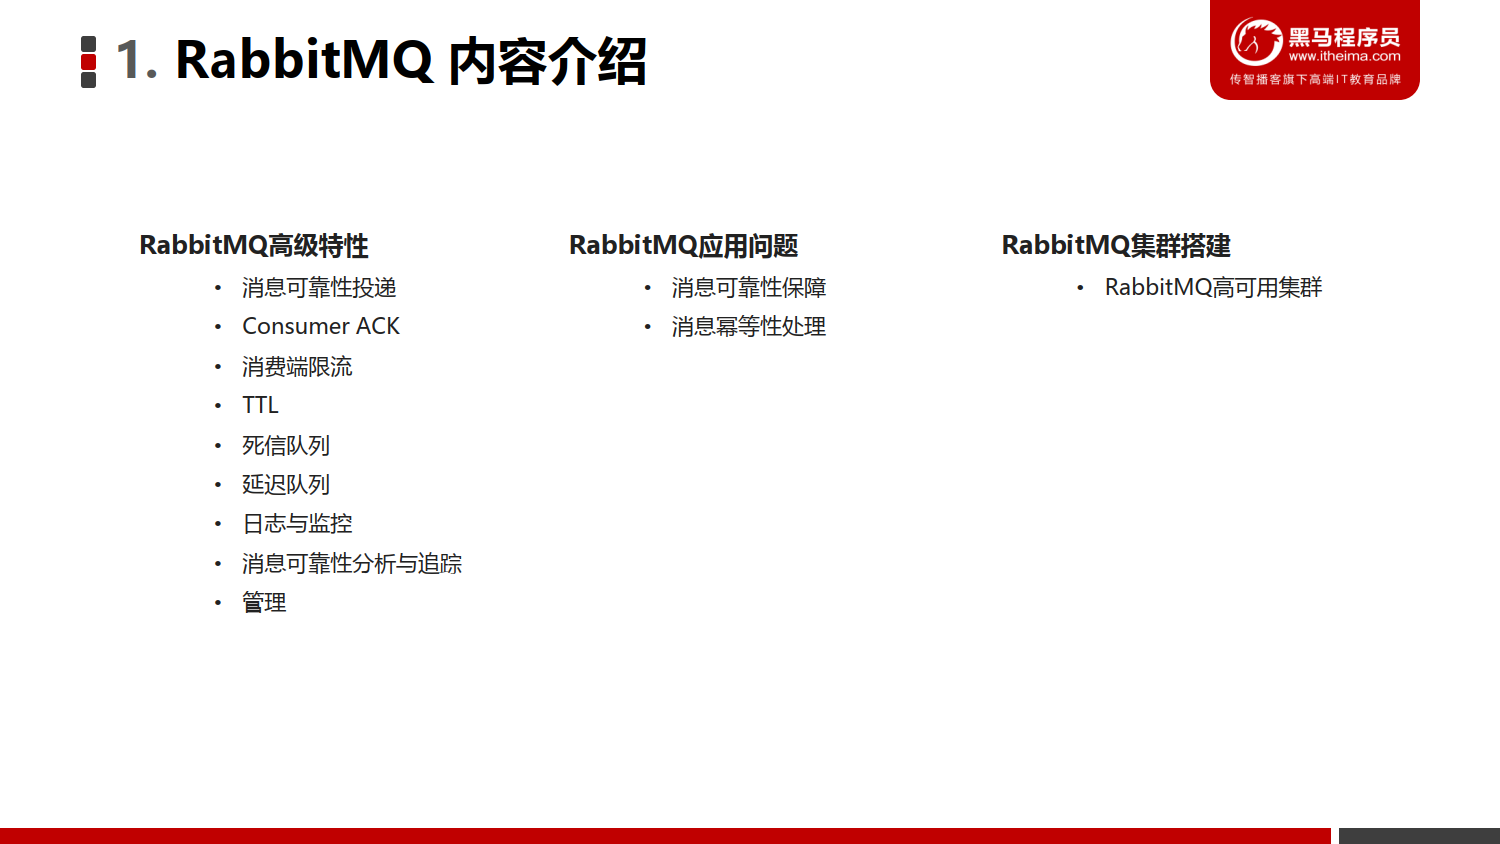 1. RabbitMQ 内容介绍
黑马程序员
www.itheima.com
传智播客旗下高端IT教育品牌
RabbitMQ高级特性
• 消息可靠性投递
• Consumer ACK
• 消费端限流
• TTL
• 死信队列
• 延迟队列
• 日志与监控
• 消息可靠性分析与追踪
• 管理
RabbitMQ应用问题
• 消息可靠性保障
• 消息幂等性处理
RabbitMQ集群搭建
• RabbitMQ高可用集群